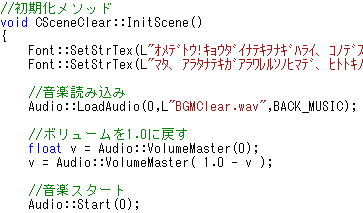 //初期化メソッド
void CSceneClear::InitScene()
{
Font::SetStrTex(L"ｵﾒﾃﾞﾄｳ!ｷｮｳﾀﾞｲﾅﾃｷﾗﾅｷﾞﾊﾗｲ、ｺﾉﾃﾞｽ
Font::SetStrTex(L"ﾏﾀ、ｱﾗﾀﾅﾃｷｶﾞｱﾗﾜﾚﾙｿﾉﾋﾏﾃﾞ、ﾋﾄﾄｷﾉ
//音楽読み込み
Audio::LoadAudio(0,L"BGMClear.wav",BACK_MUSIC);
//ボリュームを1.0に戻す
float v = Audio::VolumeMaster(0);
v = Audio::VolumeMaster( 1.0 - v );
//音楽スタート
Audio::Start(0);